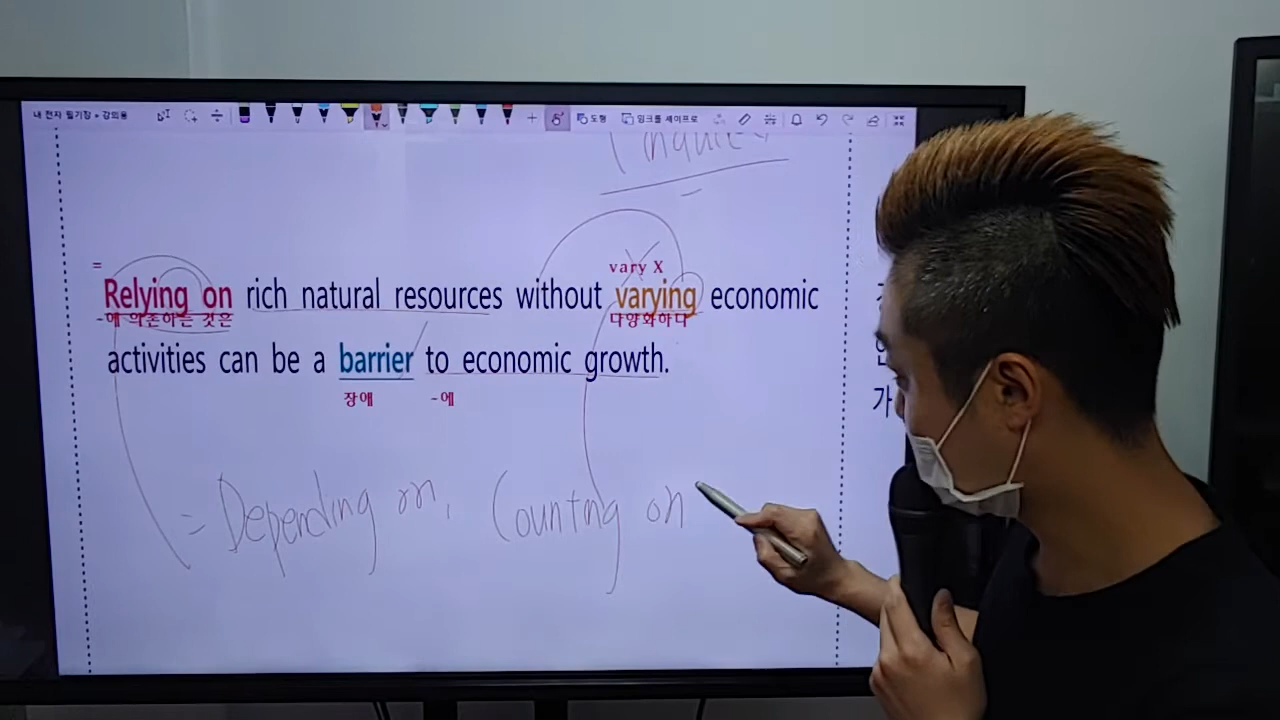 내 전자 필기장 » 강의용
도형
잉크를 셰이프로
=
vary X
Relying on rich natural resources without varying economic
-에 의존하는 것은
다양화하다
activities can be a barrier to economic growth.
장애
-에
가
= Depending on, Counting on